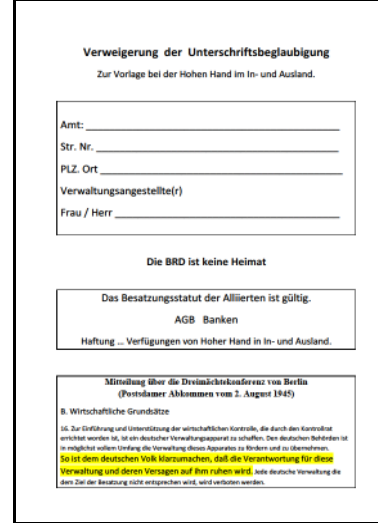 Verweigerung der Unterschriftsbeglaubigung
Zur Vorlage bei der Hohen Hand im In- und Ausland.
Amt:
Str. Nr.
PLZ. Ort
Verwaltungsangestellte(r)
Frau / Herr
Die BRD ist keine Heimat
Das Besatzungsstatut der Alliierten ist gültig.
AGB Banken
Haftung ... Verfügungen von Hoher Hand in In- und Ausland.
Mitteilung über die Dreimächtekonferenz von Berlin
(Postsdamer Abkommen vom 2. August 1945)
B. Wirtschaftliche Grundsätze
16. Zur Einführung und Unterstützung der wirtschaftlichen Kontrolle, die durch den Kontrollrat
errichtet worden ist, ist ein deutscher Verwaltungsapparat zu schaffen. Den deutschen Behörden ist
in möglichst vollem Umfang die Verwaltung dieses Apparates zu fördern und zu übernehmen.
So ist dem deutschen Volk klarzumachen, daß die Verantwortung für diese
Verwaltung und deren Versagen auf ihm ruhen wird. Jede deutsche Verwaltung die
dem Ziel der Besatzung nicht entsprechen wird, wird verboten werden.